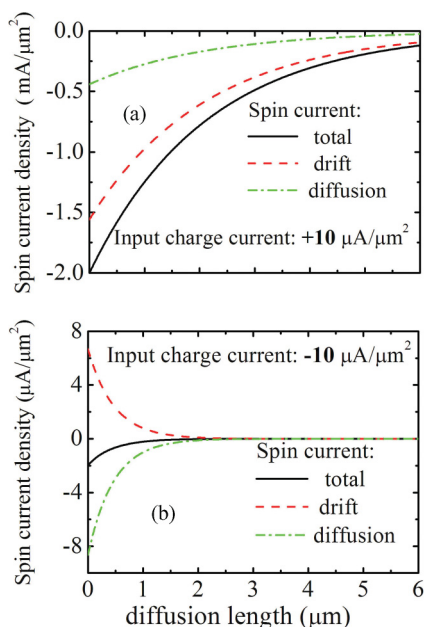 0.0
-0.5
-1.0
-1.5
-2.0
Spin current density ( mA/μm²)
(a)
Spin current:
total
drift
diffusion
Input charge current: +10 μA/μm²
8
4
0
-4
-8
Spin current density (μA/μm²)
Input charge current: -10 μA/μm²
Spin current:
total
drift
diffusion
(b)
0 1 2 3 4 5 6
diffusion length (μm)